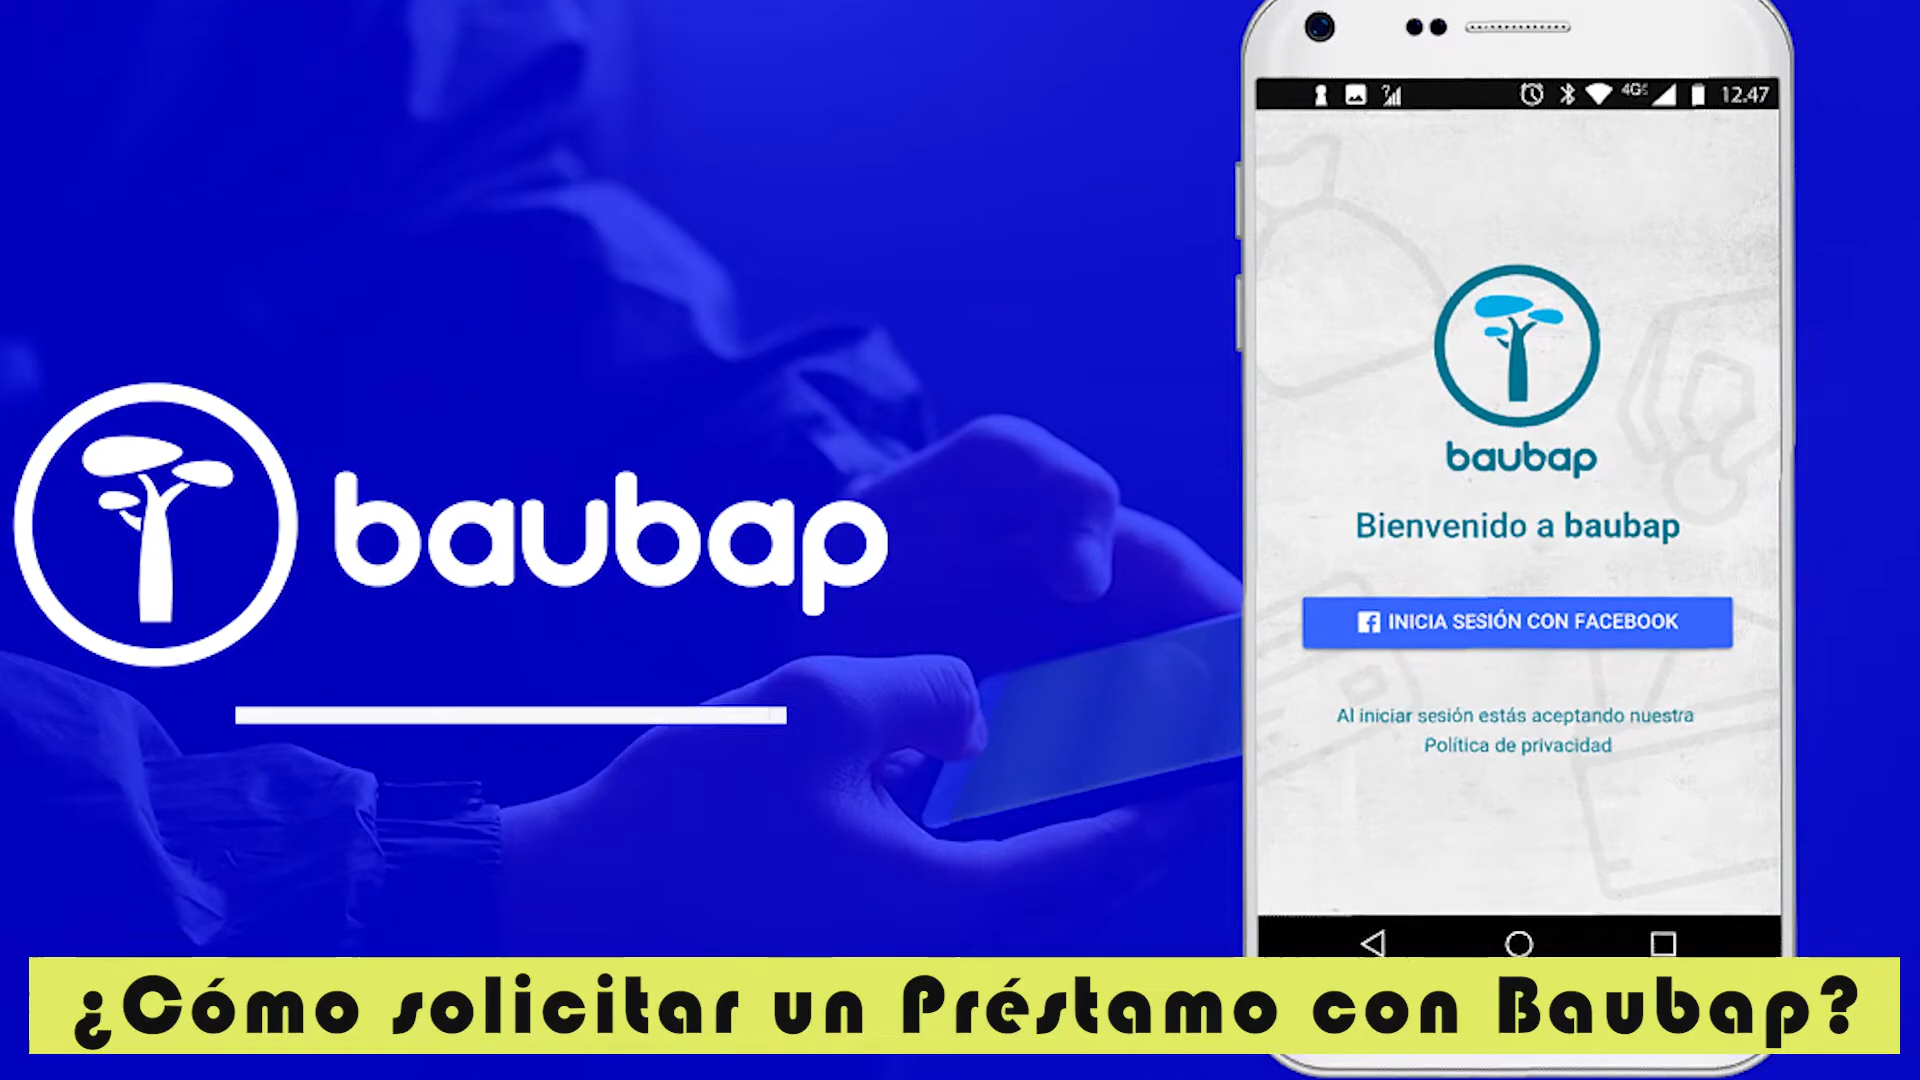 baubap
4G
12.47
baubap
Bienvenido a baubap
INICIA SESIÓN CON FACEBOOK
Al iniciar sesión estás aceptando nuestra
Política de privacidad
¿Cómo solicitar un Préstamo con Baubap?